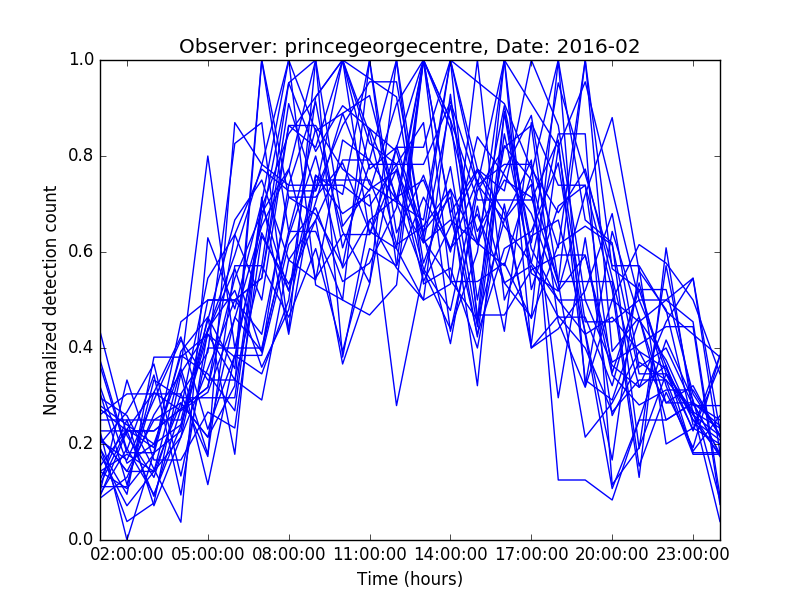 Observer: princegeorgecentre, Date: 2016-02
1.0
0.8
0.6
0.4
0.2
0.0
Normalized detection count
02:00:00 05:00:00 08:00:00 11:00:00 14:00:00 17:00:00 20:00:00 23:00:00
Time (hours)